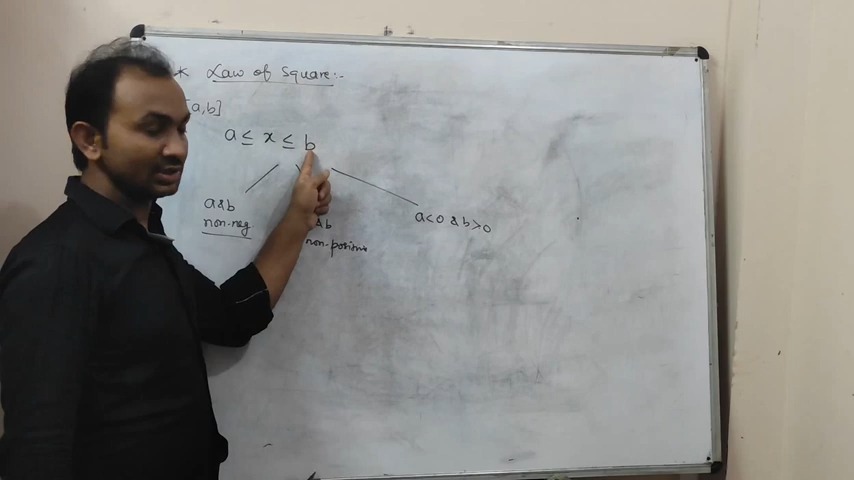 * Law of Square:-
[a,b]
a ≤ x ≤ b
a&b
non-neg
&b
non-positive
a<0 & b>0